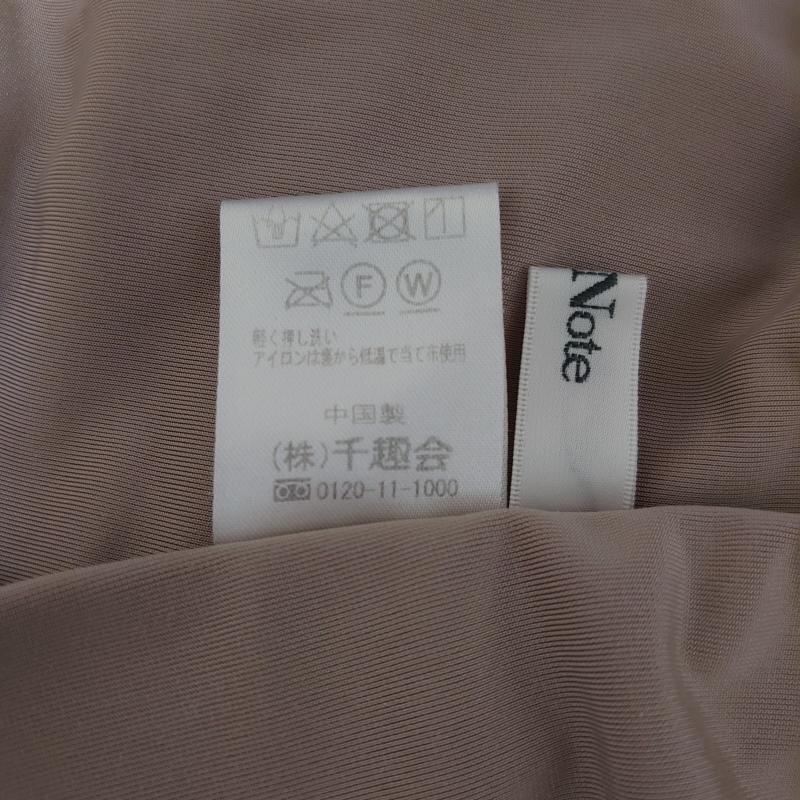 F W
軽く押し洗い
アイロンは裏から低温で当て布使用
中国製
(株)千趣会
0120-11-1000
Note